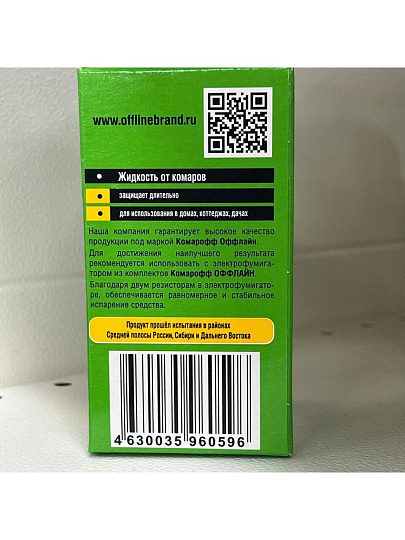 www.offlinebrand.ru
Жидкость от комаров
защищает длительно
для использования в домах, коттеджах, дачах
Наша компания гарантирует высокое качество
продукции под маркой Комарофф Оффлайн.
Для достижения наилучшего результата
рекомендуется использовать с электрофумига-
тором из комплектов Комарофф ОФФЛАЙН.
Благодаря двум резисторам в электрофумигато-
ре, обеспечивается равномерное и стабильное
испарение средства.
Продукт прошёл испытания в районах
Средней полосы России, Сибири и Дальнего Востока
4 630035 960596